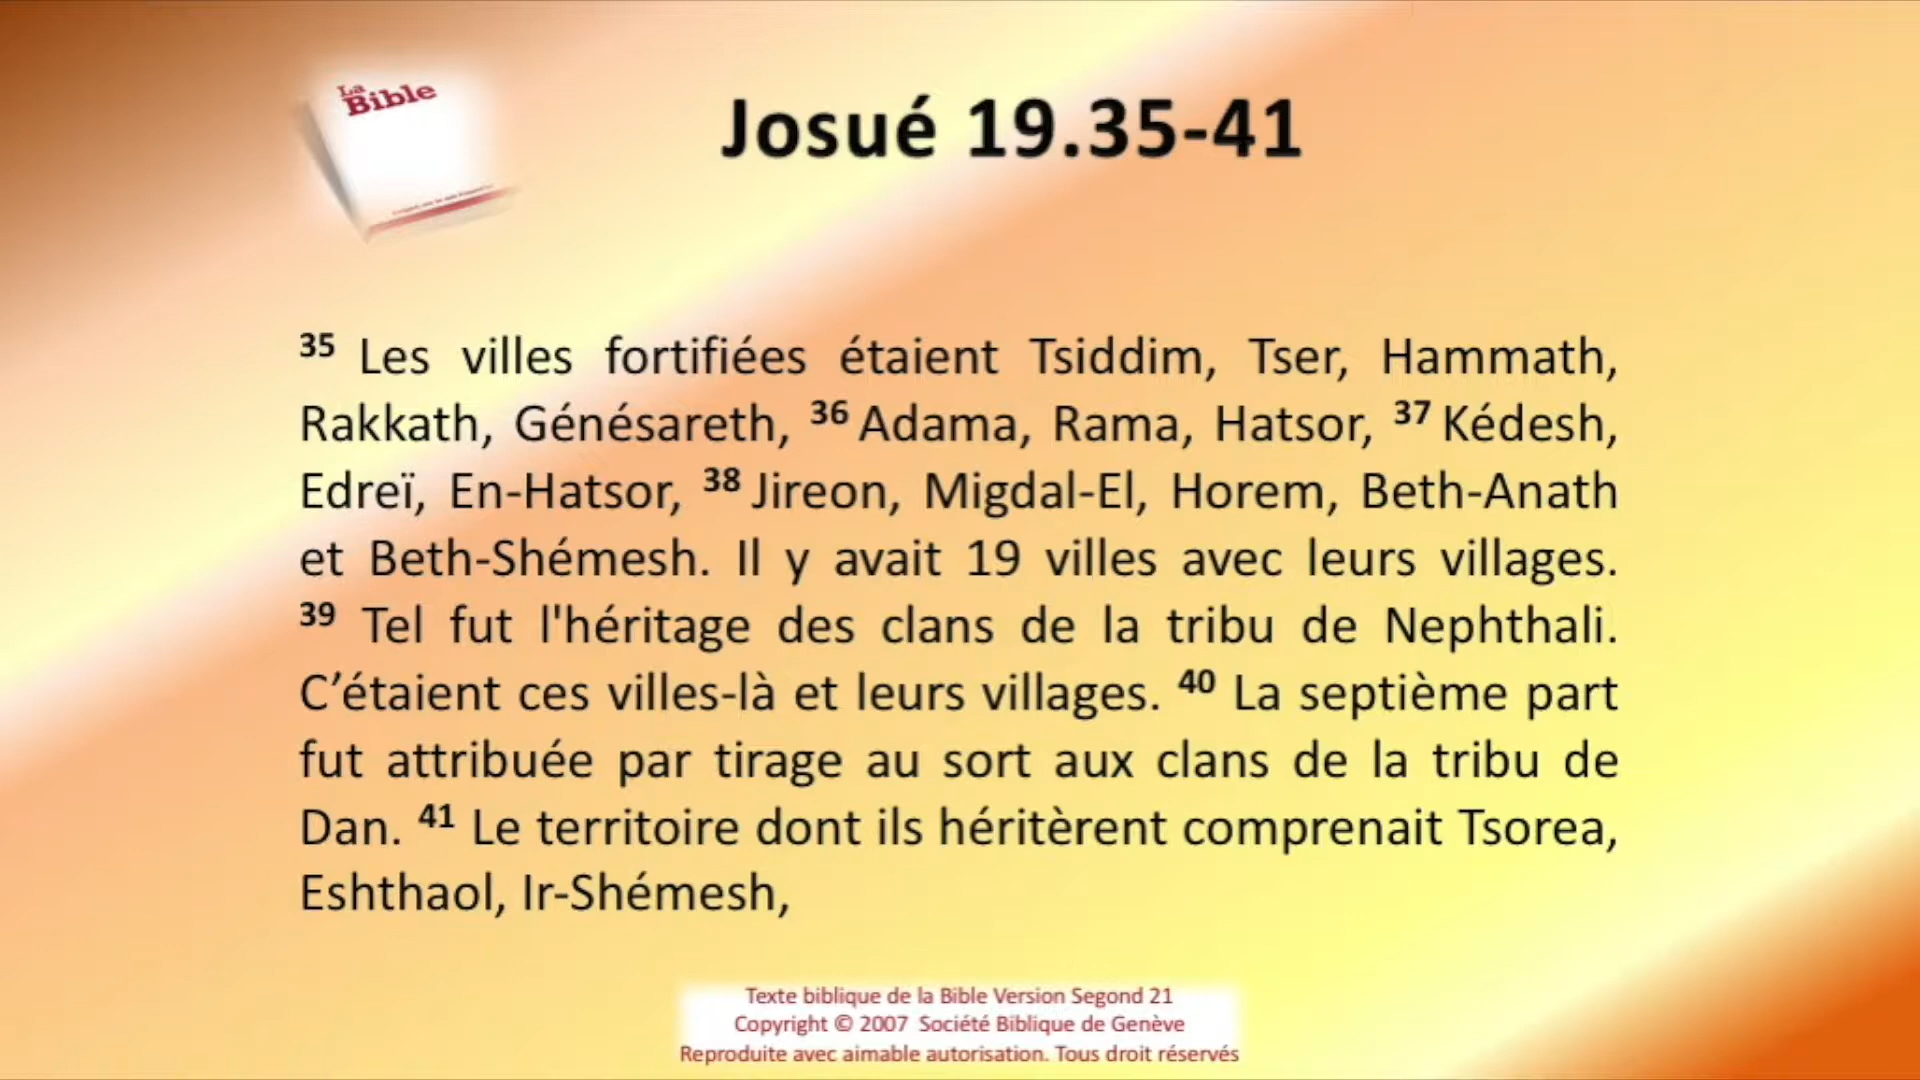 La
Bible
Josué 19.35-41
35 Les villes fortifiées étaient Tsiddim, Tser, Hammath,
Rakkath, Génésareth, 36 Adama, Rama, Hatsor, 37 Kédesh,
Edreï, En-Hatsor, 38 Jireon, Migdal-El, Horem, Beth-Anath
et Beth-Shémesh. Il y avait 19 villes avec leurs villages.
39 Tel fut l'héritage des clans de la tribu de Nephthali.
C’étaient ces villes-là et leurs villages. 40 La septième part
fut attribuée par tirage au sort aux clans de la tribu de
Dan. 41 Le territoire dont ils héritèrent comprenait Tsorea,
Eshthaol, Ir-Shémesh,
Texte biblique de la Bible Version Segond 21
Copyright © 2007 Société Biblique de Genève
Reproduite avec aimable autorisation. Tous droit réservés